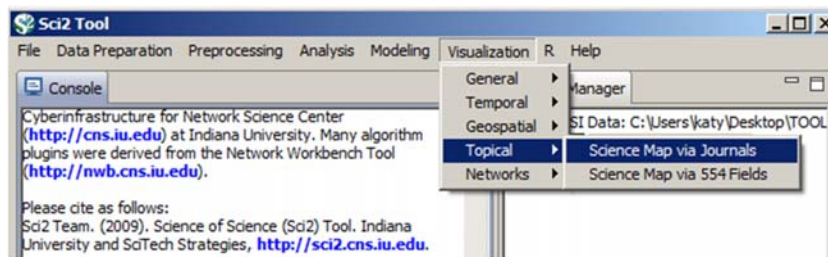 Sci2 Tool
File Data Preparation Preprocessing Analysis Modeling Visualization R Help
Console
Manager
Cyberinfrastructure for Network Science Center
(http://cns.iu.edu) at Indiana University. Many algorithm
plugins were derived from the Network Workbench Tool
(http://nwb.cns.iu.edu).
Please cite as follows:
Sci2 Team. (2009). Science of Science (Sci2) Tool. Indiana
University and SciTech Strategies, http://sci2.cns.iu.edu.
General
Temporal
Geospatial
Topical
Networks
SI Data: C:\Users\katy\Desktop\TOOL
Science Map via Journals
Science Map via 554 Fields